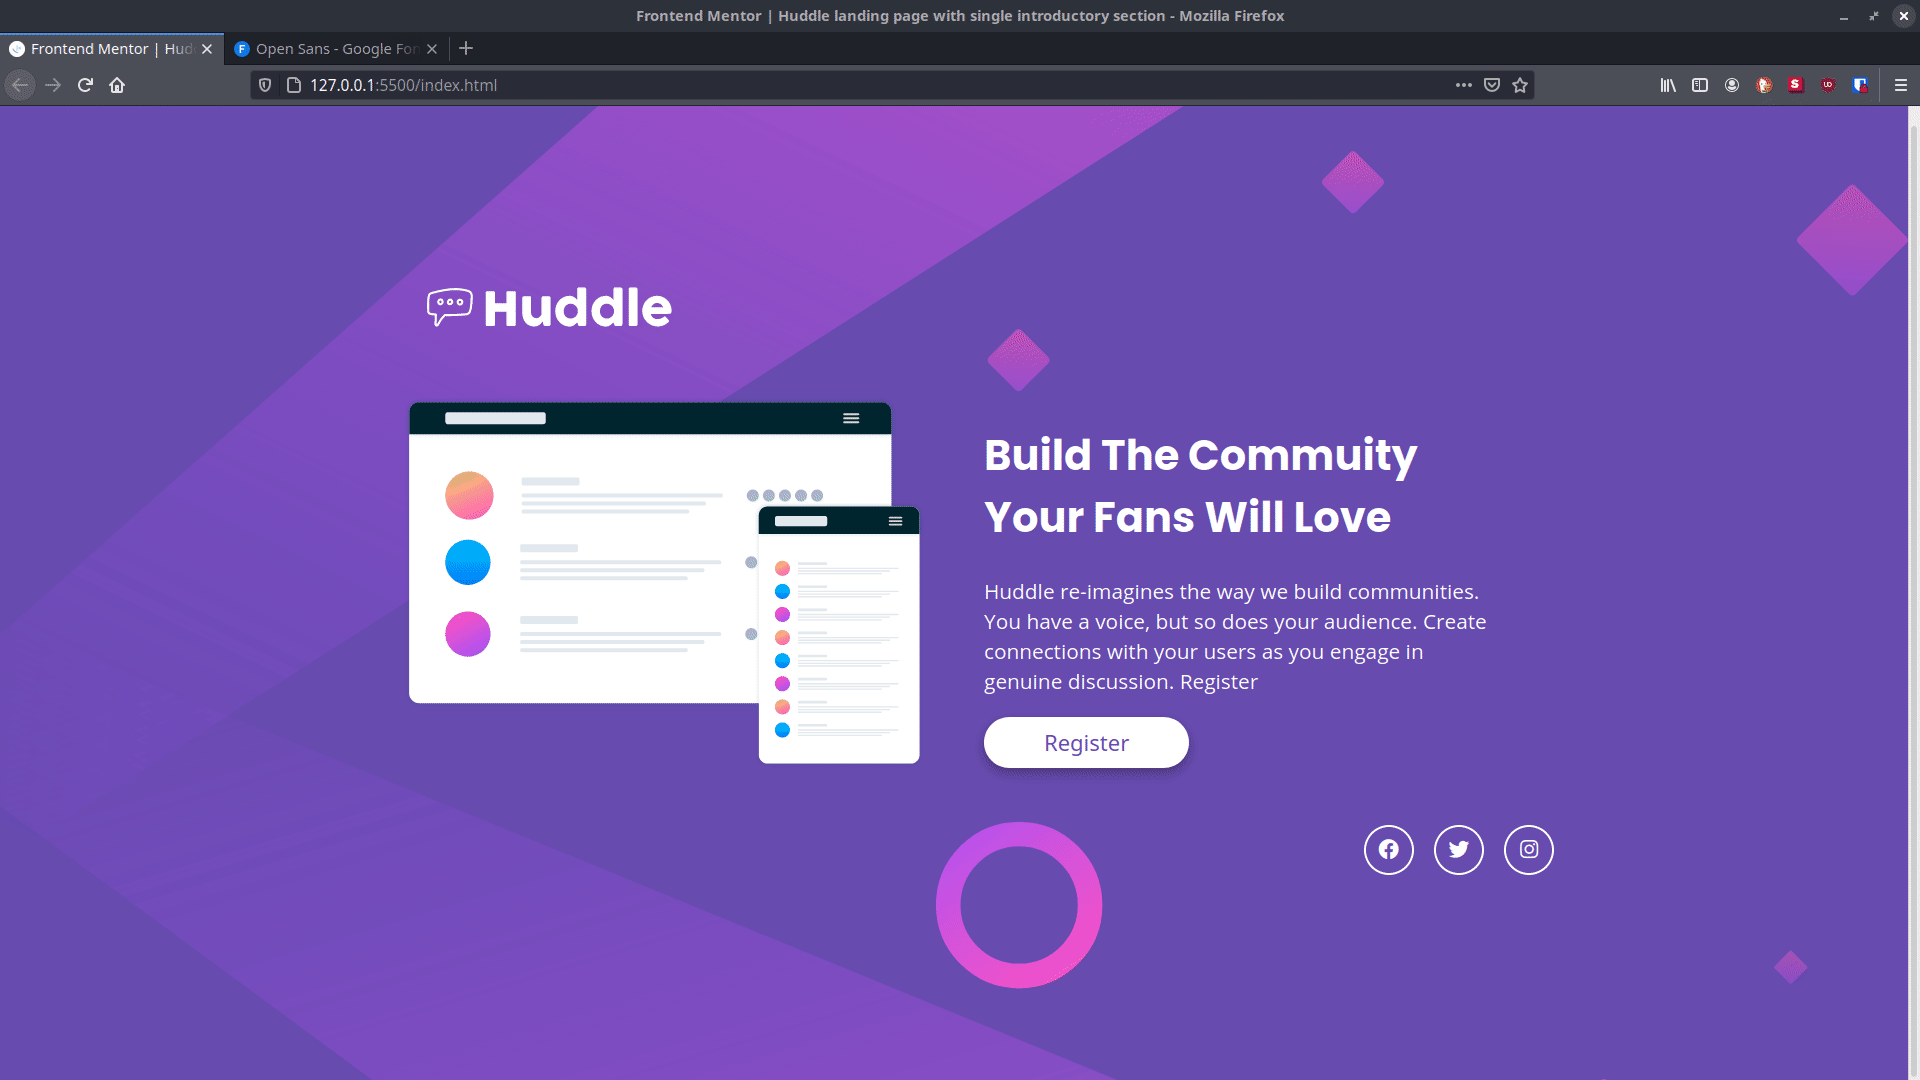 Frontend Mentor | Huddle landing page with single introductory section - Mozilla Firefox
Frontend Mentor | Hud
Open Sans - Google Fon
127.0.0.1:5500/index.html
Huddle
Build The Commuity
Your Fans Will Love
Huddle re-imagines the way we build communities.
You have a voice, but so does your audience. Create
connections with your users as you engage in
genuine discussion. Register
Register